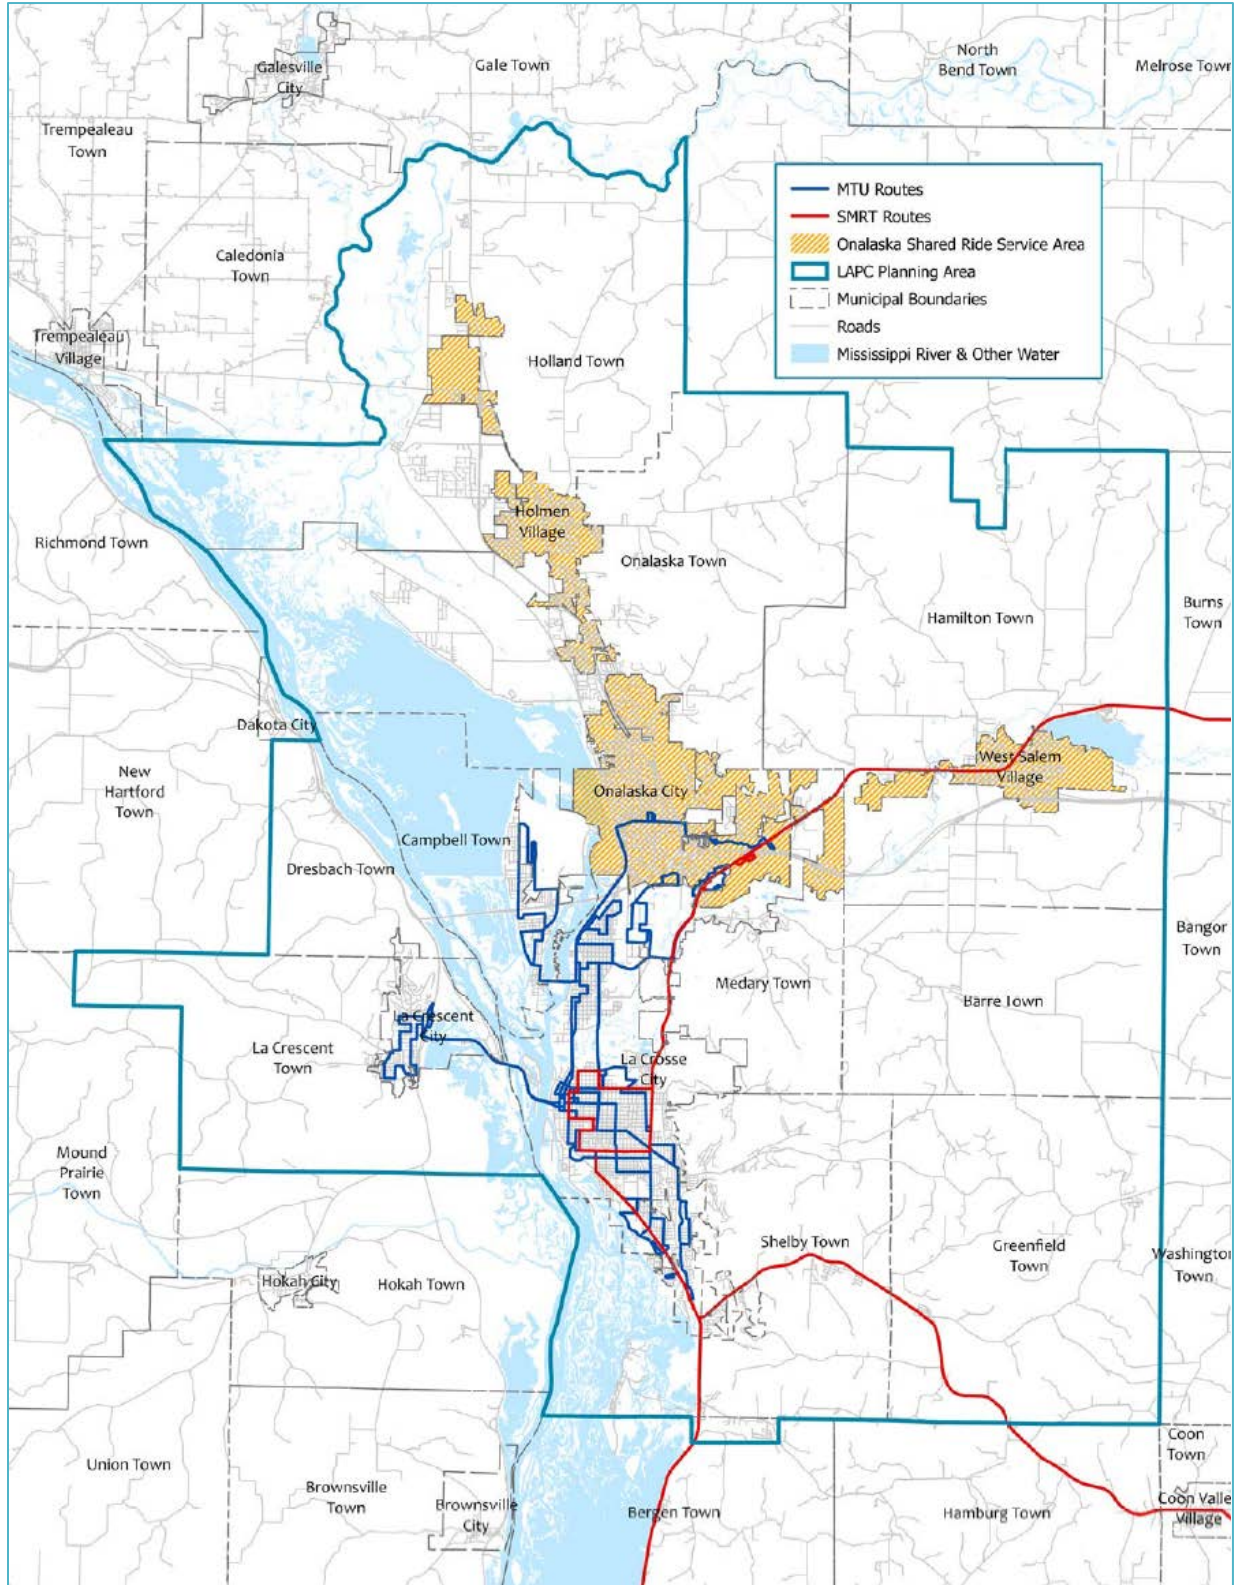 Galesville
City
Gale Town
North
Bend Town
Melrose Town
Trempealeau
Town
MTU Routes
SMRT Routes
Onalaska Shared Ride Service Area
LAPC Planning Area
Municipal Boundaries
Roads
Mississippi River & Other Water
Caledonia
Town
Trempealeau
Village
Holland Town
Holmen
Village
Richmond Town
Onalaska Town
Hamilton Town
Burns
Town
Dakota City
New
Hartford
Town
West Salem
Village
Onalaska City
Campbell Town
Dresbach Town
Bangor
Town
Medary Town
Barre Town
La Crescent
City
La Crescent
Town
La Crosse
City
Mound
Prairie
Town
Shelby Town
Greenfield
Town
Washington
Town
Hokah City
Hokah Town
Union Town
Brownsville
Town
Brownsville
City
Bergen Town
Hamburg Town
Coon
Town
Coon Valle
Village